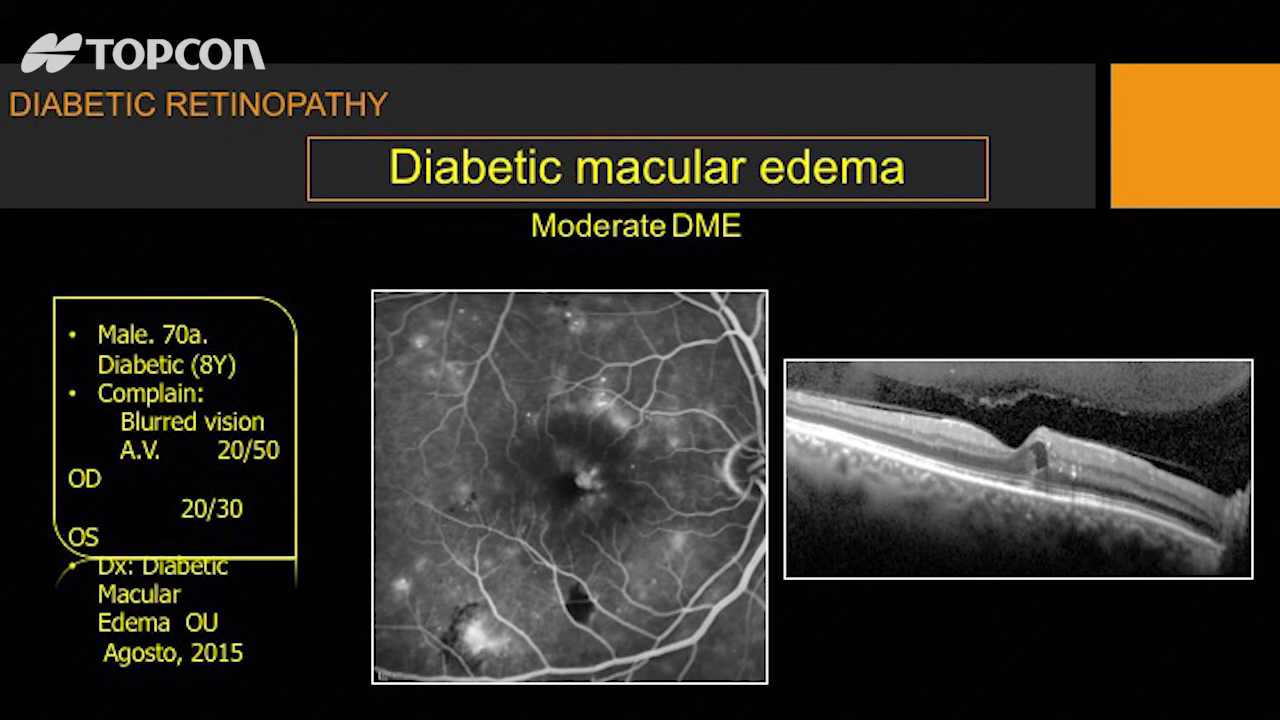 TOPCON
DIABETIC RETINOPATHY
Diabetic macular edema
Moderate DME
• Male. 70a.
Diabetic (8Y)
• Complain:
Blurred vision
A.V. 20/50
OD
20/30
OS
• Dx: Diabetic
Macular
Edema OU
Agosto, 2015